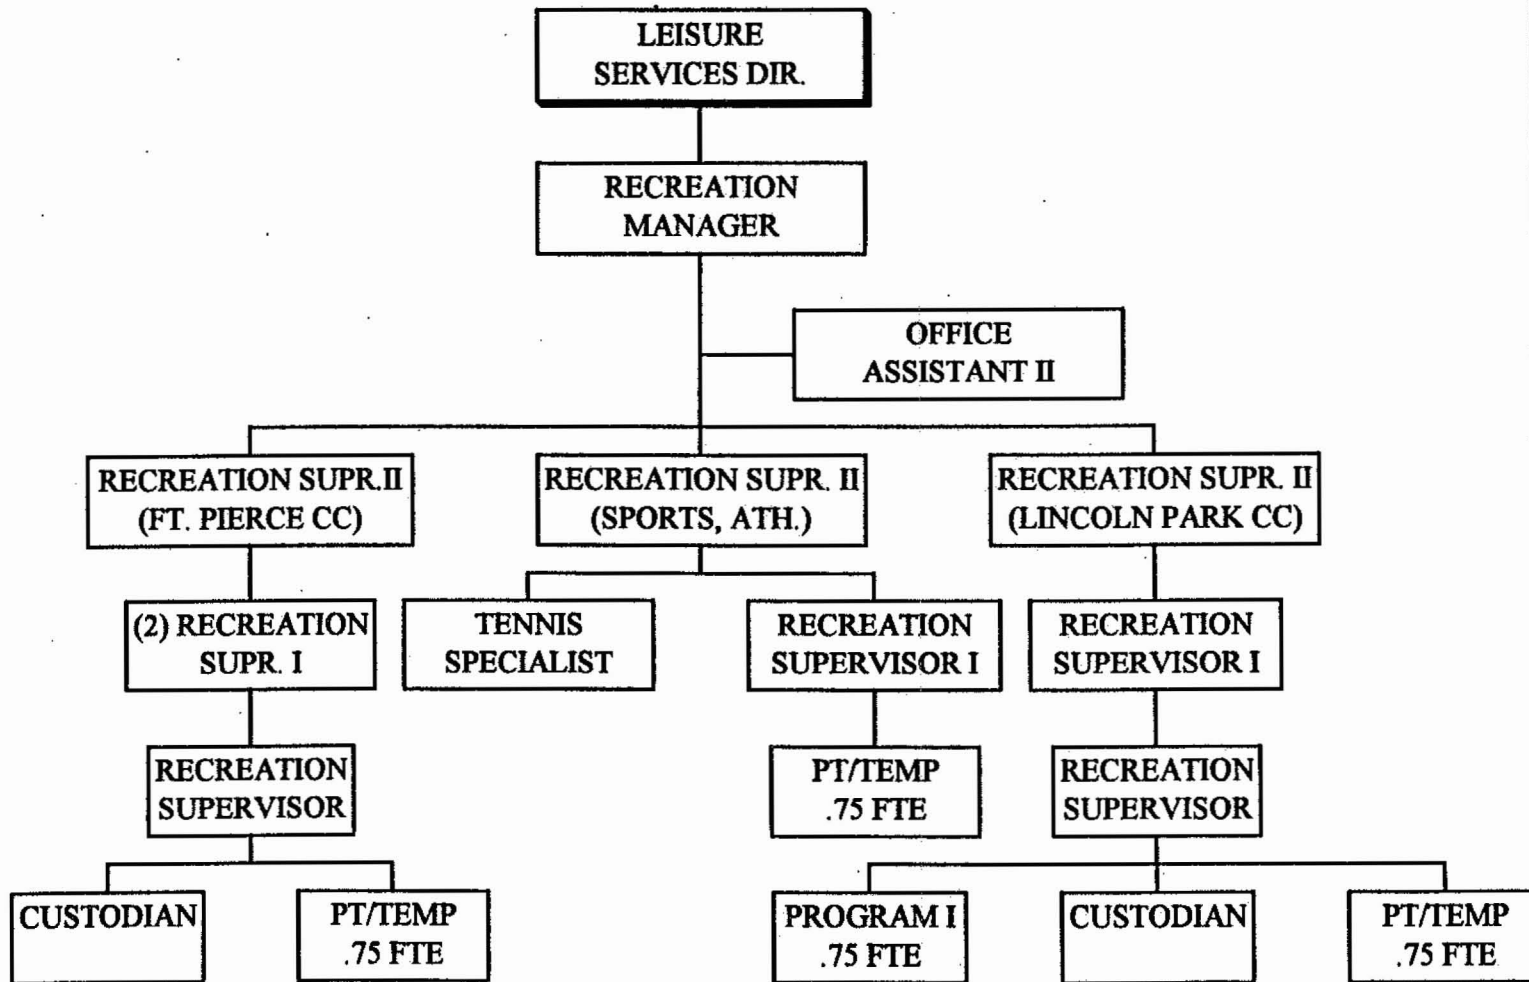 LEISURE
SERVICES DIR.
RECREATION
MANAGER
OFFICE
ASSISTANT II
RECREATION SUPR.II
(FT. PIERCE CC)
RECREATION SUPR. II
(SPORTS, ATH.)
RECREATION SUPR. II
(LINCOLN PARK CC)
(2) RECREATION
SUPR. I
TENNIS
SPECIALIST
RECREATION
SUPERVISOR I
RECREATION
SUPERVISOR I
RECREATION
SUPERVISOR
PT/TEMP
.75 FTE
RECREATION
SUPERVISOR
CUSTODIAN
PT/TEMP
.75 FTE
PROGRAM I
.75 FTE
CUSTODIAN
PT/TEMP
.75 FTE